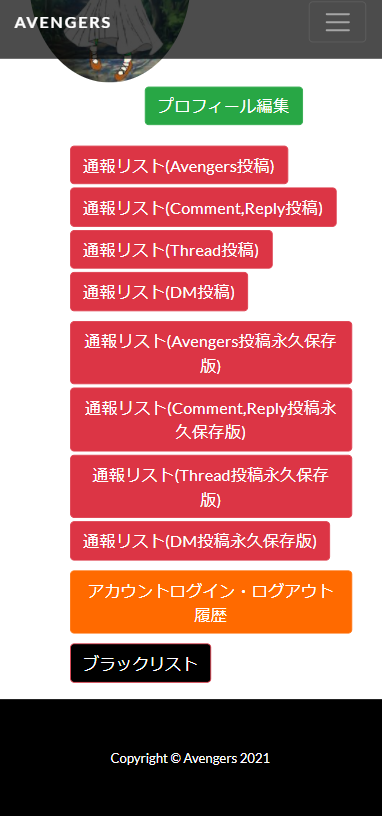 AVENGERS
プロフィール編集
通報リスト(Avengers投稿)
通報リスト(Comment,Reply投稿)
通報リスト(Thread投稿)
通報リスト(DM投稿)
通報リスト(Avengers投稿永久保存
版)
通報リスト(Comment,Reply投稿永
久保存版)
通報リスト(Thread投稿永久保存
版)
通報リスト(DM投稿永久保存版)
アカウントログイン・ログアウト
履歴
ブラックリスト
Copyright © Avengers 2021